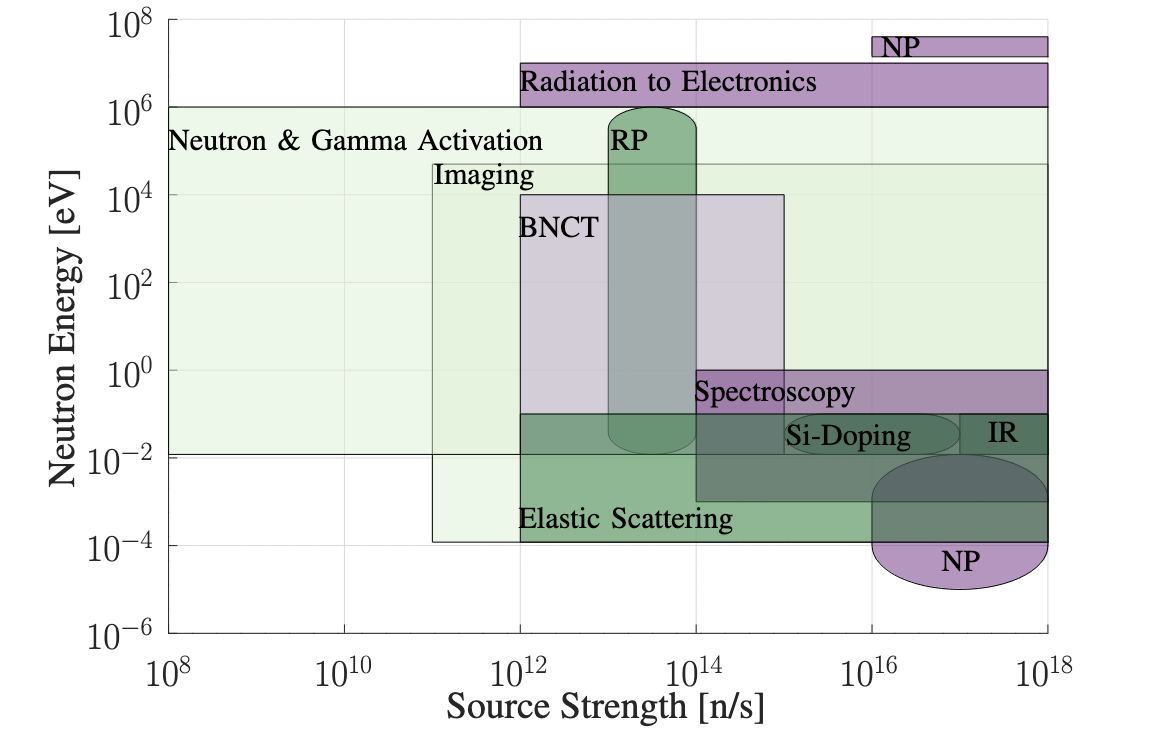 10^8
NP
Radiation to Electronics
10^6
Neutron & Gamma Activation
RP
Imaging
10^4
BNCT
10^2
10^0
Spectroscopy
Si-Doping
IR
10^−2
Elastic Scattering
10^−4
NP
10^−6
Neutron Energy [eV]
10^8 10^10 10^12 10^14 10^16 10^18
Source Strength [n/s]